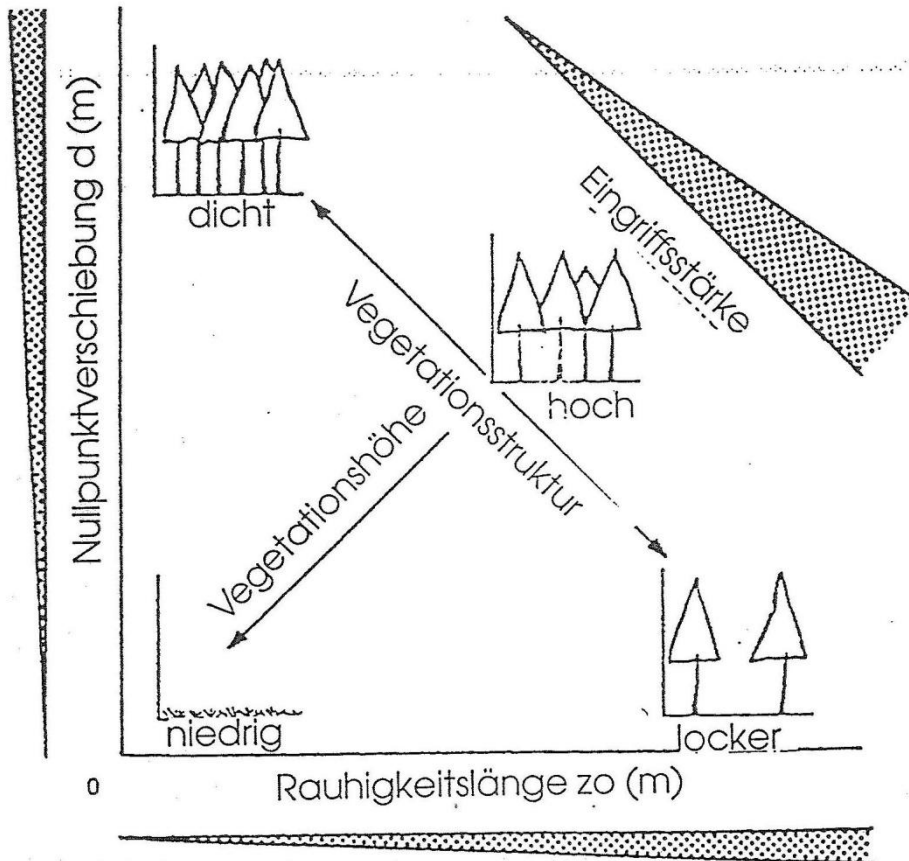 Nullpunktverschiebung d (m)
dicht
Eingriffsstärke
hoch
Vegetationsstruktur
Vegetationshöhe
niedrig
locker
0
Rauhigkeitslänge zo (m)